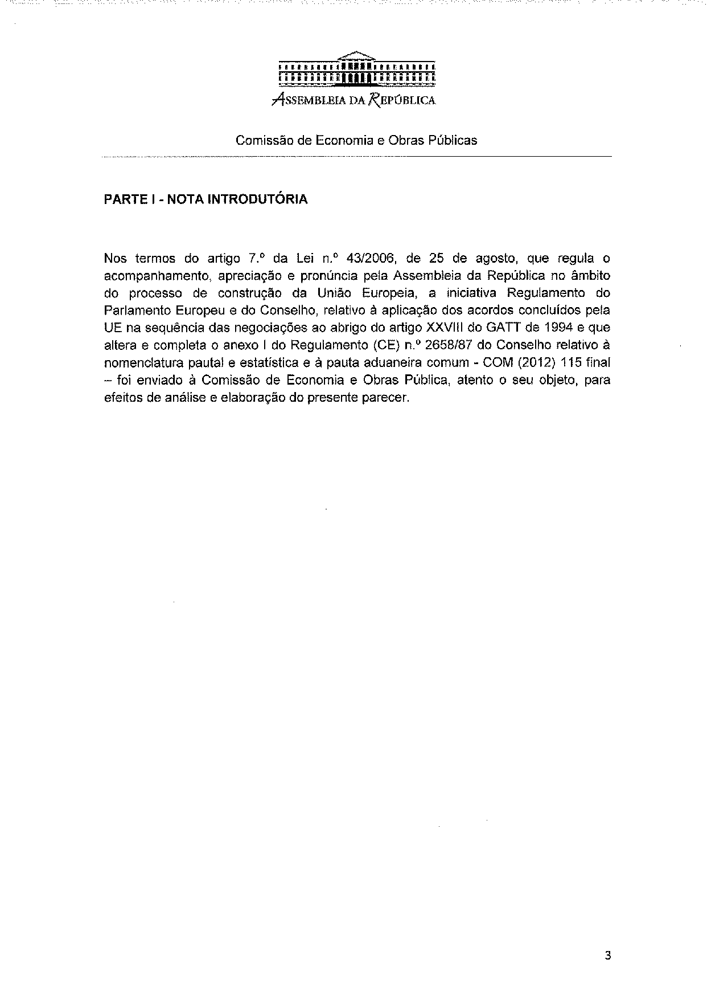 ASSEMBLEIA DA REPÚBLICA
Comissão de Economia e Obras Públicas
PARTE I - NOTA INTRODUTÓRIA
Nos termos do artigo 7.º da Lei n.º 43/2006, de 25 de agosto, que regula o
acompanhamento, apreciação e pronúncia pela Assembleia da República no âmbito
do processo de construção da União Europeia, a iniciativa Regulamento do
Parlamento Europeu e do Conselho, relativo à aplicação dos acordos concluídos pela
UE na sequência das negociações ao abrigo do artigo XXVIII do GATT de 1994 e que
altera e completa o anexo I do Regulamento (CE) n.º 2658/87 do Conselho relativo à
nomenclatura pautal e estatística e à pauta aduaneira comum - COM (2012) 115 final
– foi enviado à Comissão de Economia e Obras Pública, atento o seu objeto, para
efeitos de análise e elaboração do presente parecer.
3